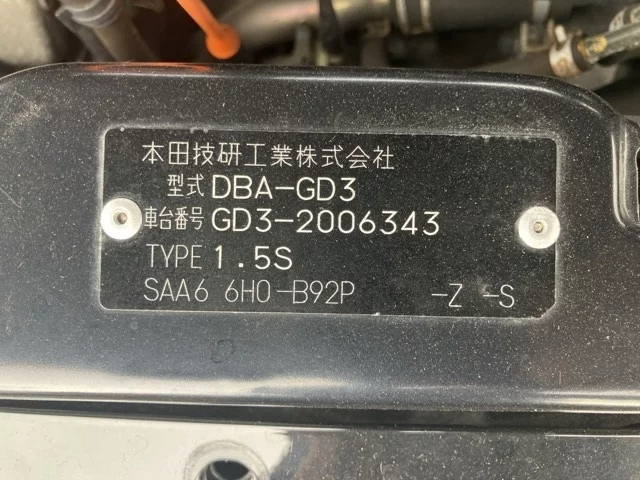 本田技研工業株式会社
型式 DBA-GD3
車台番号 GD3-2006343
TYPE 1.5S
SAA6 6H0-B92P -Z -S